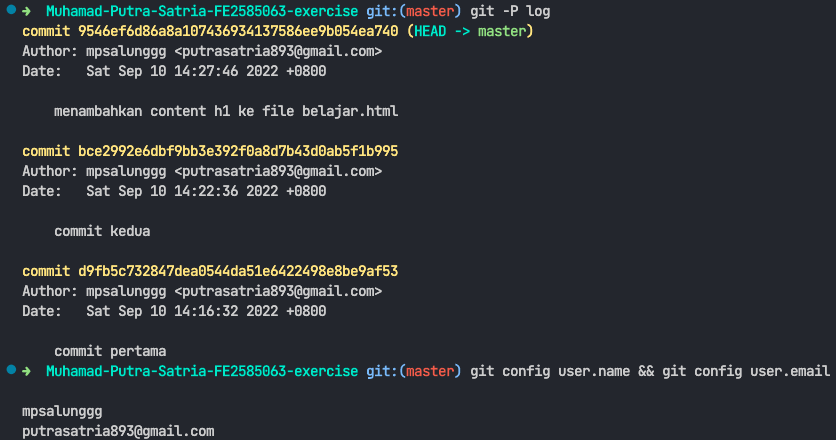 ➜ Muhamad-Putra-Satria-FE2585063-exercise git:(master) git -P log
commit 9546ef6d86a8a107436934137586ee9b054ea740 (HEAD -> master)
Author: mpsalunggg <putrasatria893@gmail.com>
Date: Sat Sep 10 14:27:46 2022 +0800
menambahkan content h1 ke file belajar.html
commit bce2992e6dbf9bb3e392f0a8d7b43d0ab5f1b995
Author: mpsalunggg <putrasatria893@gmail.com>
Date: Sat Sep 10 14:22:36 2022 +0800
commit kedua
commit d9fb5c732847dea0544da51e6422498e8be9af53
Author: mpsalunggg <putrasatria893@gmail.com>
Date: Sat Sep 10 14:16:32 2022 +0800
commit pertama
➜ Muhamad-Putra-Satria-FE2585063-exercise git:(master) git config user.name && git config user.email
mpsalunggg
putrasatria893@gmail.com